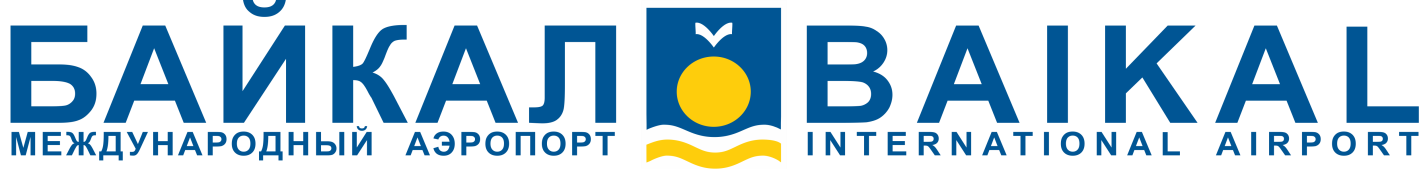 БАЙКАЛ
МЕЖДУНАРОДНЫЙ АЭРОПОРТ
BAIKAL
INTERNATIONAL AIRPORT